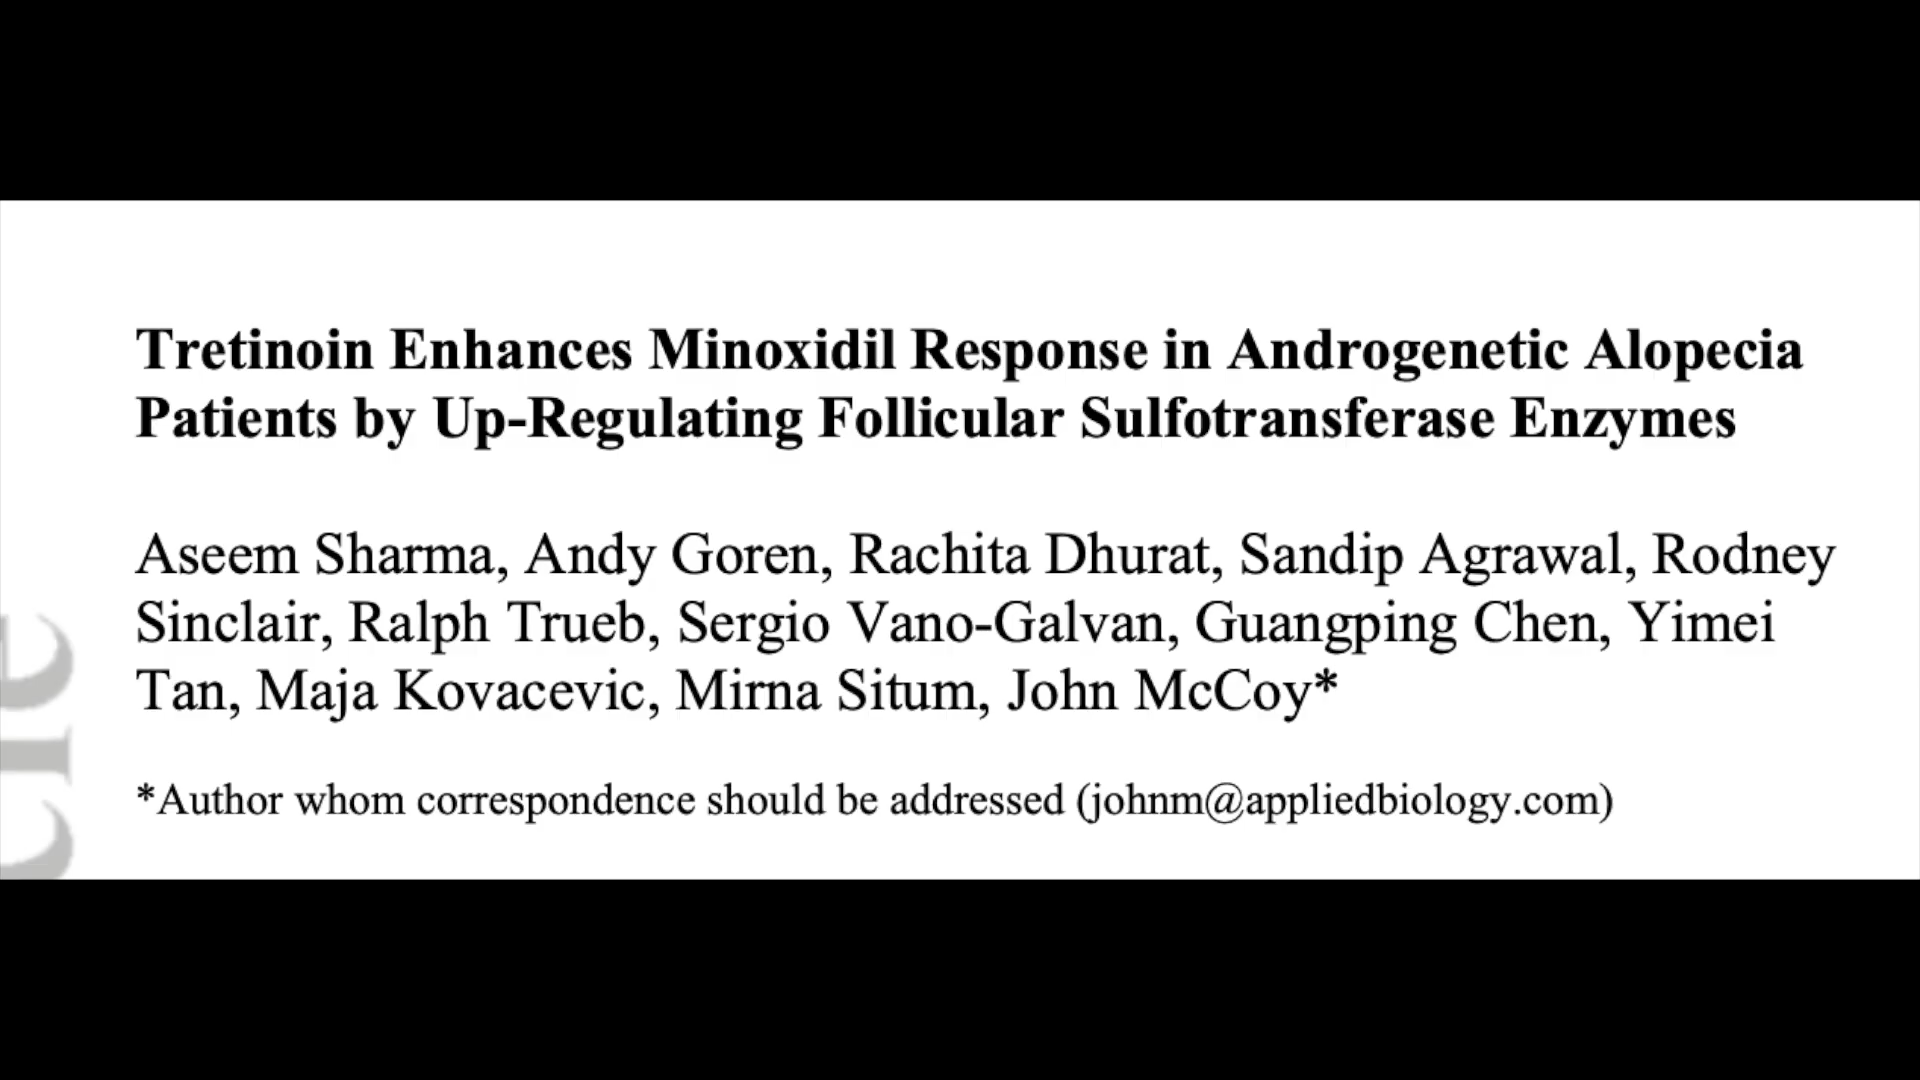 Tretinoin Enhances Minoxidil Response in Androgenetic Alopecia
Patients by Up-Regulating Follicular Sulfotransferase Enzymes
Aseem Sharma, Andy Goren, Rachita Dhurat, Sandip Agrawal, Rodney
Sinclair, Ralph Trueb, Sergio Vano-Galvan, Guangping Chen, Yimei
Tan, Maja Kovacevic, Mirna Situm, John McCoy*
*Author whom correspondence should be addressed (johnm@appliedbiology.com)